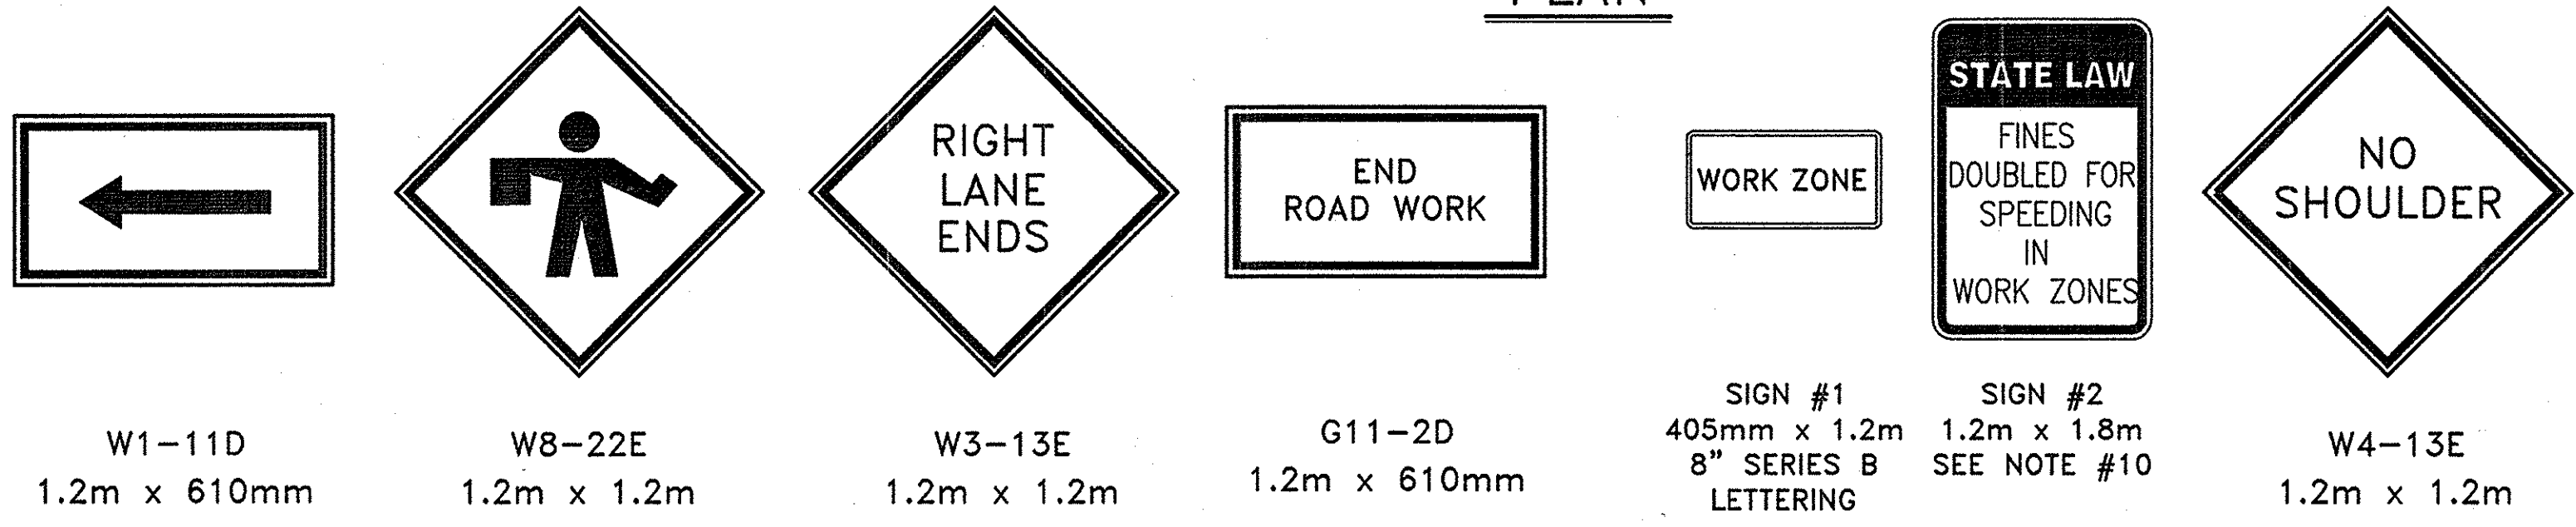 PLAN
RIGHT
LANE
ENDS
END
ROAD WORK
WORK ZONE
STATE LAW
FINES
DOUBLED FOR
SPEEDING
IN
WORK ZONES
NO
SHOULDER
W1-11D
1.2m x 610mm
W8-22E
1.2m x 1.2m
W3-13E
1.2m x 1.2m
G11-2D
1.2m x 610mm
SIGN #1
405mm x 1.2m
8" SERIES B
LETTERING
SIGN #2
1.2m x 1.8m
SEE NOTE #10
W4-13E
1.2m x 1.2m